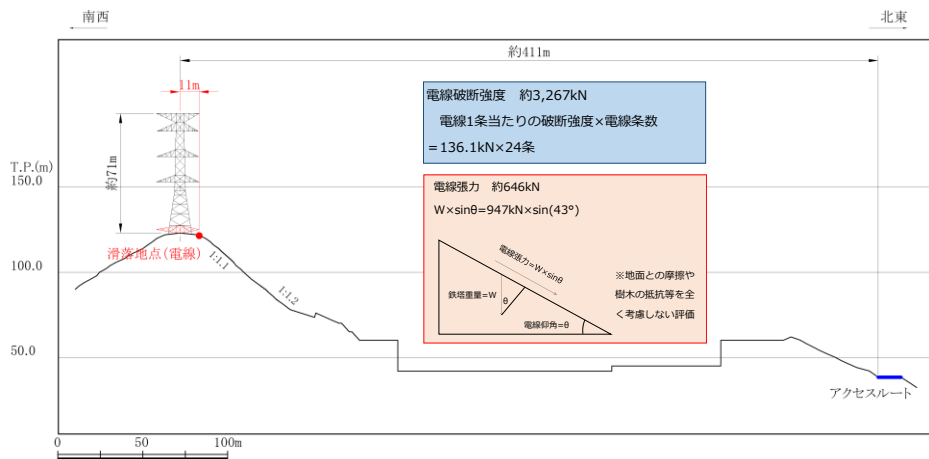 南西
北東
約411m
11m
電線破断強度　約3,267kN
電線1条当たりの破断強度×電線条数
＝136.1kN×24条
約71m
T.P.(m)
150.0
電線張力　約646kN
W×sinθ=947kN×sin(43°)
滑落地点(電線)
1:1.1
100.0
1:1.2
電線張力=W×sinθ
鉄塔重量=W
θ
電線仰角=θ
※地面との摩擦や
樹木の抵抗等を全
く考慮しない評価
50.0
アクセスルート
0
50
100m